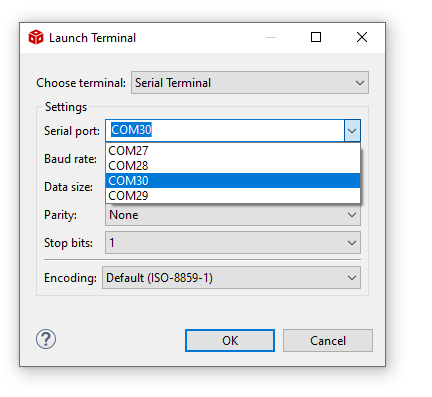 Launch Terminal
Choose terminal: Serial Terminal
Settings
Serial port: COM30
Baud rate: COM27
COM28
Data size: COM30
COM29
Parity: None
Stop bits: 1
Encoding: Default (ISO-8859-1)
? OK Cancel